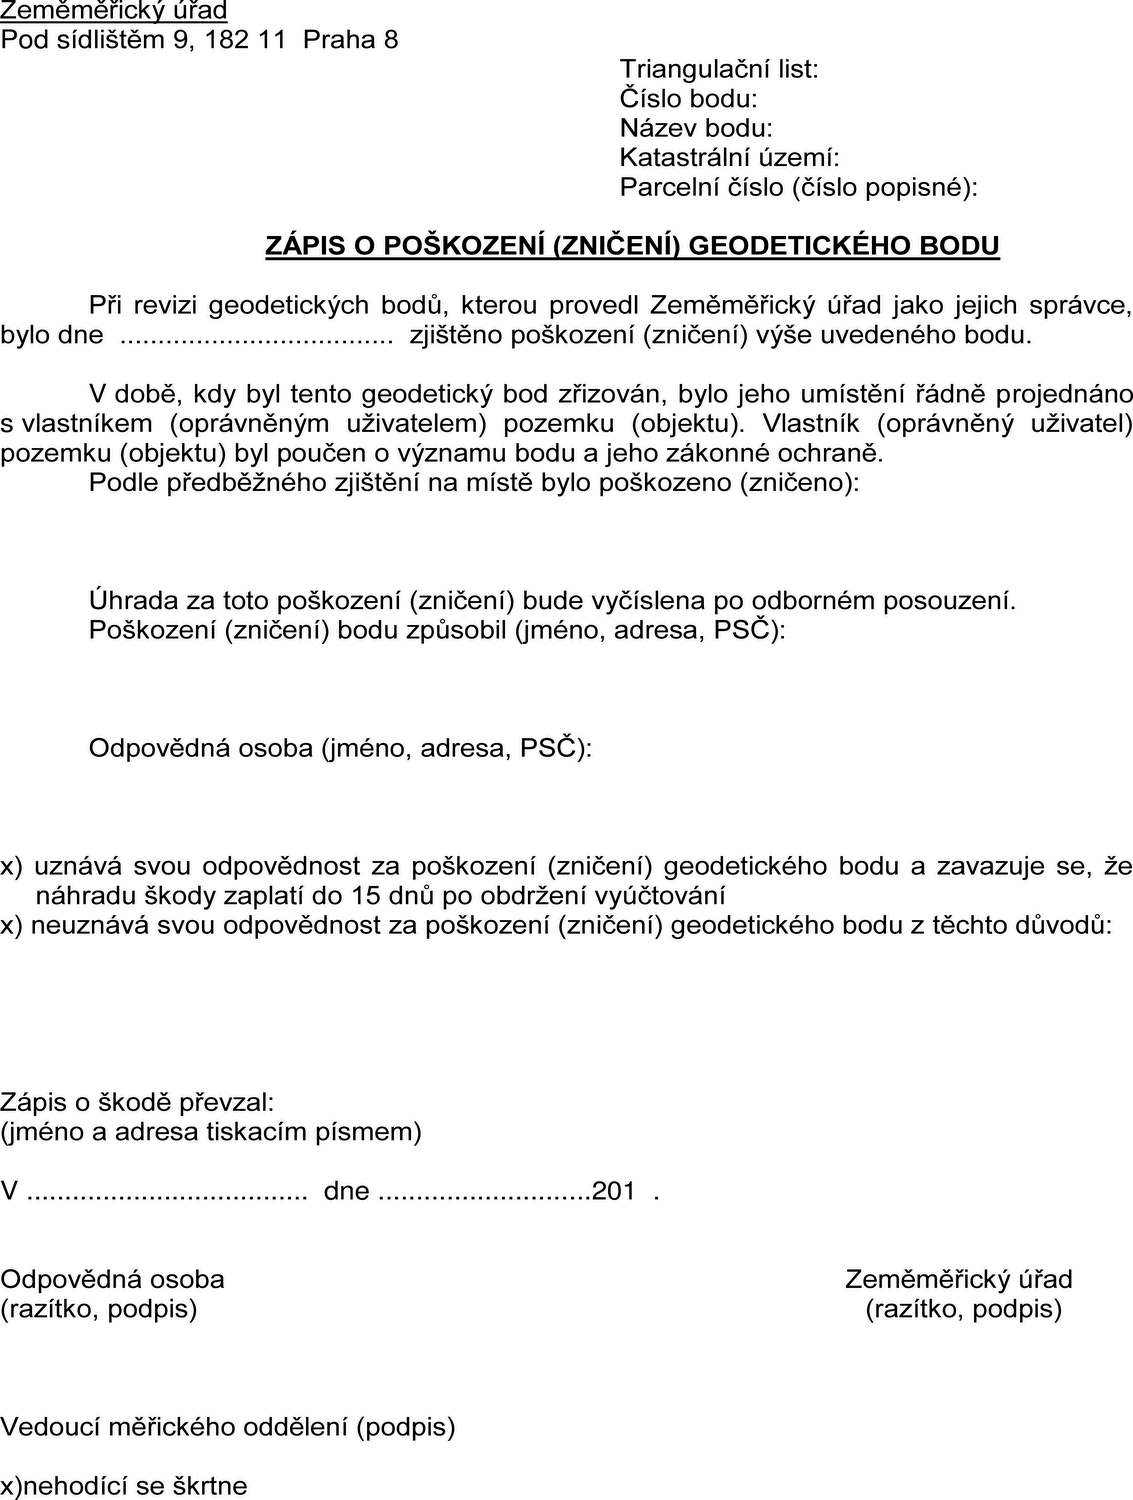 Zeměměřický úřad
Pod sídlištěm 9, 182 11  Praha 8
Triangulační list:
Číslo bodu:
Název bodu:
Katastrální území:
Parcelní číslo (číslo popisné):
ZÁPIS O POŠKOZENÍ (ZNIČENÍ) GEODETICKÉHO BODU
Při revizi geodetických bodů, kterou provedl Zeměměřický úřad jako jejich správce,
bylo dne  ....................................  zjištěno poškození (zničení) výše uvedeného bodu.
V době, kdy byl tento geodetický bod zřizován, bylo jeho umístění řádně projednáno
s vlastníkem (oprávněným uživatelem) pozemku (objektu). Vlastník (oprávněný uživatel)
pozemku (objektu) byl poučen o významu bodu a jeho zákonné ochraně.
Podle předběžného zjištění na místě bylo poškozeno (zničeno):
Úhrada za toto poškození (zničení) bude vyčíslena po odborném posouzení.
Poškození (zničení) bodu způsobil (jméno, adresa, PSČ):
Odpovědná osoba (jméno, adresa, PSČ):
x) uznává svou odpovědnost za poškození (zničení) geodetického bodu a zavazuje se, že
náhradu škody zaplatí do 15 dnů po obdržení vyúčtování
x) neuznává svou odpovědnost za poškození (zničení) geodetického bodu z těchto důvodů:
Zápis o škodě převzal:
(jméno a adresa tiskacím písmem)
V .....................................  dne ............................201  .
Odpovědná osoba Zeměměřický úřad
(razítko, podpis) (razítko, podpis)
Vedoucí měřického oddělení (podpis)
x)nehodící se škrtne